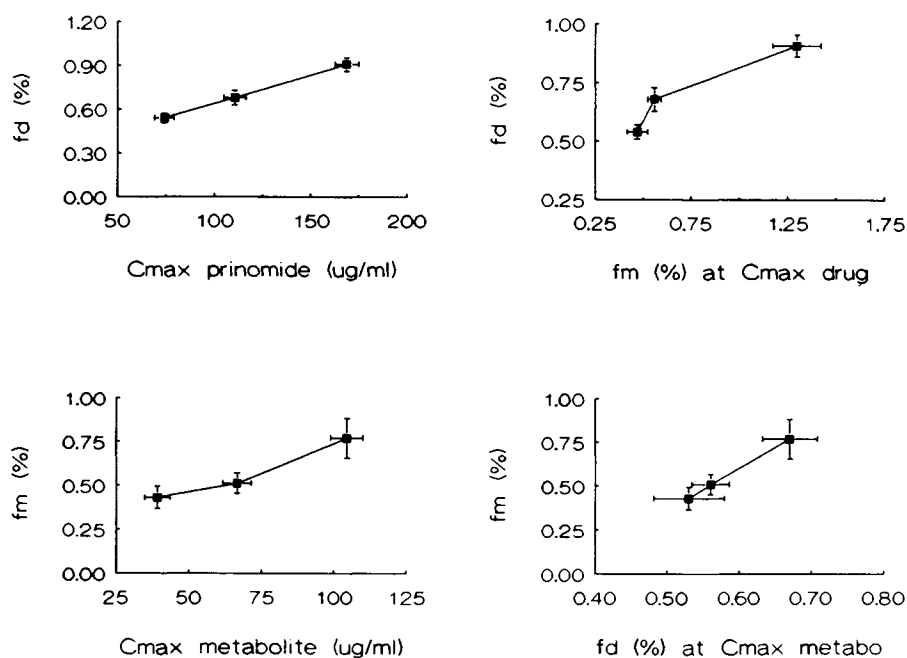 1.20
0.90
0.60
0.30
0.00
fd (%)
50 100 150 200
Cmax prinomide (ug/ml)
1.00
0.75
0.50
0.25
fd (%)
0.25 0.75 1.25 1.75
fm (%) at Cmax drug
1.00
0.75
0.50
0.25
0.00
fm (%)
25 50 75 100 125
Cmax metabolite (ug/ml)
1.00
0.75
0.50
0.25
0.00
fm (%)
0.40 0.50 0.60 0.70 0.80
fd (%) at Cmax metabo